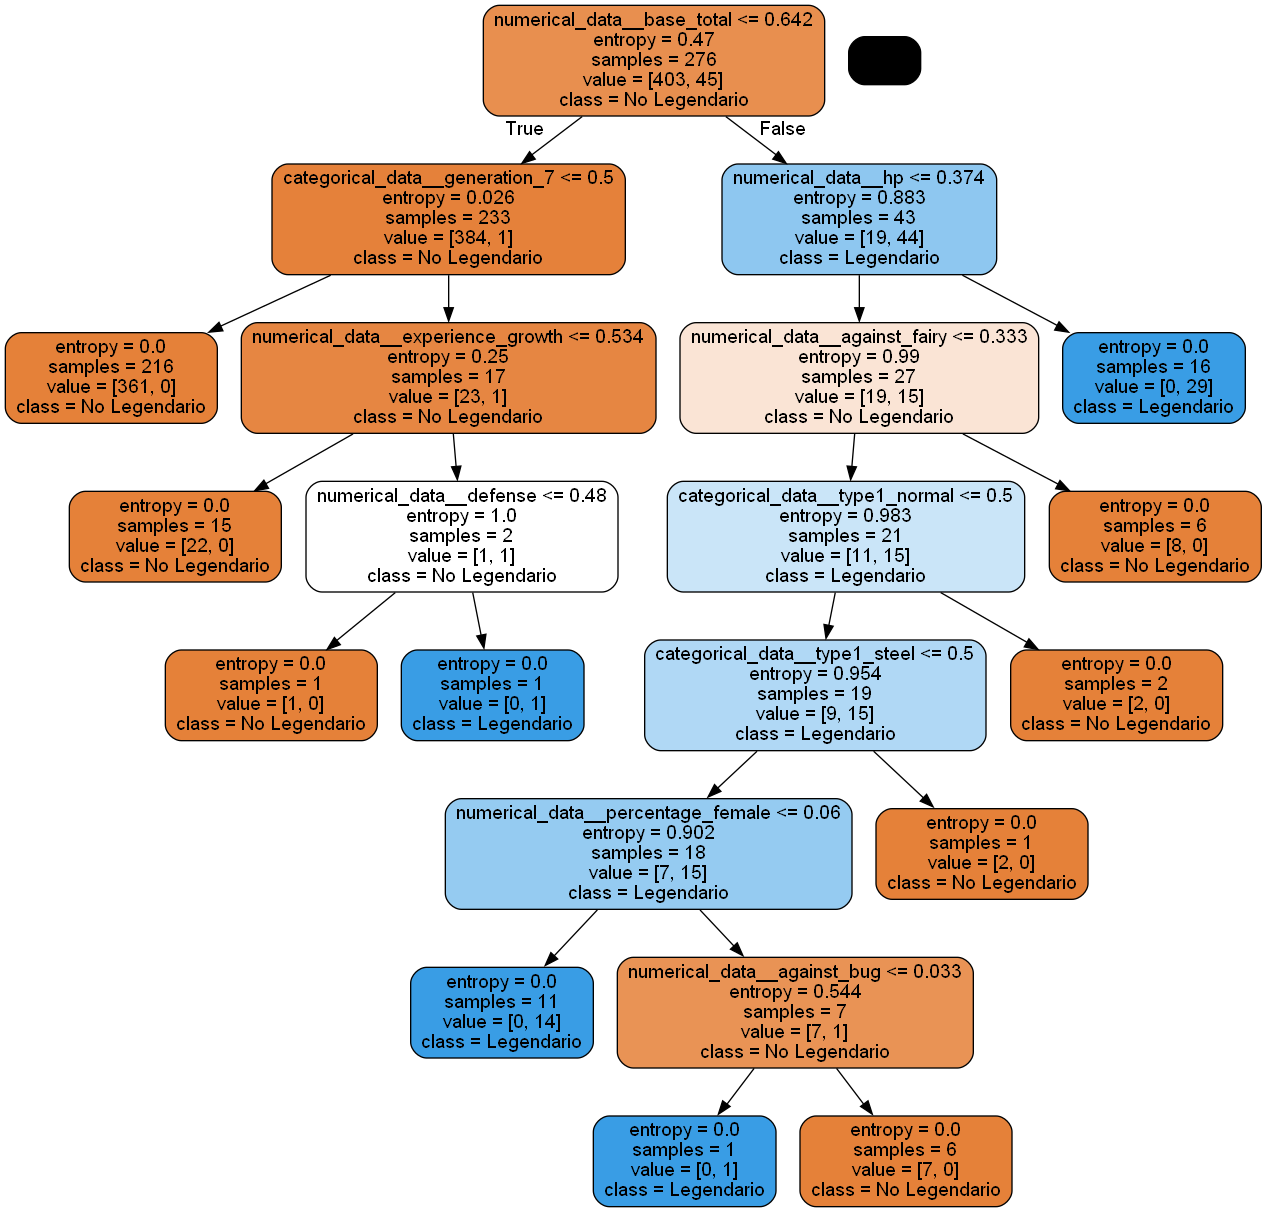 numerical_data__base_total <= 0.642
entropy = 0.47
samples = 276
value = [403, 45]
class = No Legendario
True
False
categorical_data__generation_7 <= 0.5
entropy = 0.026
samples = 233
value = [384, 1]
class = No Legendario
numerical_data__hp <= 0.374
entropy = 0.883
samples = 43
value = [19, 44]
class = Legendario
entropy = 0.0
samples = 216
value = [361, 0]
class = No Legendario
numerical_data__experience_growth <= 0.534
entropy = 0.25
samples = 17
value = [23, 1]
class = No Legendario
numerical_data__against_fairy <= 0.333
entropy = 0.99
samples = 27
value = [19, 15]
class = No Legendario
entropy = 0.0
samples = 16
value = [0, 29]
class = Legendario
entropy = 0.0
samples = 15
value = [22, 0]
class = No Legendario
numerical_data__defense <= 0.48
entropy = 1.0
samples = 2
value = [1, 1]
class = No Legendario
categorical_data__type1_normal <= 0.5
entropy = 0.983
samples = 21
value = [11, 15]
class = Legendario
entropy = 0.0
samples = 6
value = [8, 0]
class = No Legendario
entropy = 0.0
samples = 1
value = [1, 0]
class = No Legendario
entropy = 0.0
samples = 1
value = [0, 1]
class = Legendario
categorical_data__type1_steel <= 0.5
entropy = 0.954
samples = 19
value = [9, 15]
class = Legendario
entropy = 0.0
samples = 2
value = [2, 0]
class = No Legendario
numerical_data__percentage_female <= 0.06
entropy = 0.902
samples = 18
value = [7, 15]
class = Legendario
entropy = 0.0
samples = 1
value = [2, 0]
class = No Legendario
entropy = 0.0
samples = 11
value = [0, 14]
class = Legendario
numerical_data__against_bug <= 0.033
entropy = 0.544
samples = 7
value = [7, 1]
class = No Legendario
entropy = 0.0
samples = 1
value = [0, 1]
class = Legendario
entropy = 0.0
samples = 6
value = [7, 0]
class = No Legendario